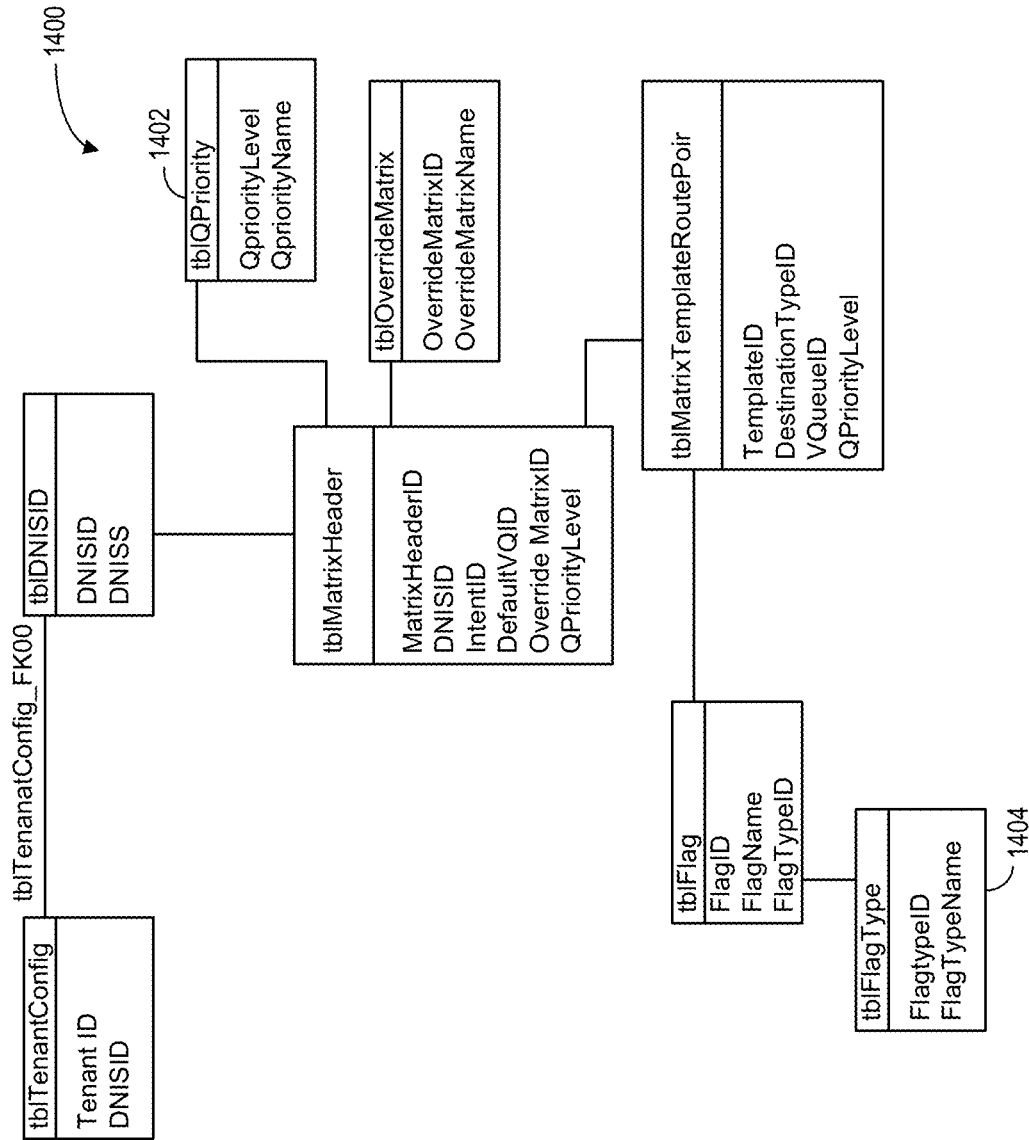 1400
tblTenantConfig
Tenant ID
DNISID
tblTenanatConfig_FK00
tblDNISID
DNISID
DNISS
1402
tblQPriority
QpriorityLevel
QpriorityName
tblMatrixHeader
MatrixHeaderID
DNISID
IntentID
DefaultVQID
Override MatrixID
QPriorityLevel
tblOverrideMatrix
OverrideMatrixID
OverrideMatrixName
tblFlag
FlagID
FlagName
FlagTypeID
tblMatrixTemplateRoutePoir
TemplateID
DestinationTypeID
VQueueID
QPriorityLevel
tblFlagType
FlagtypeID
FlagTypeName
1404